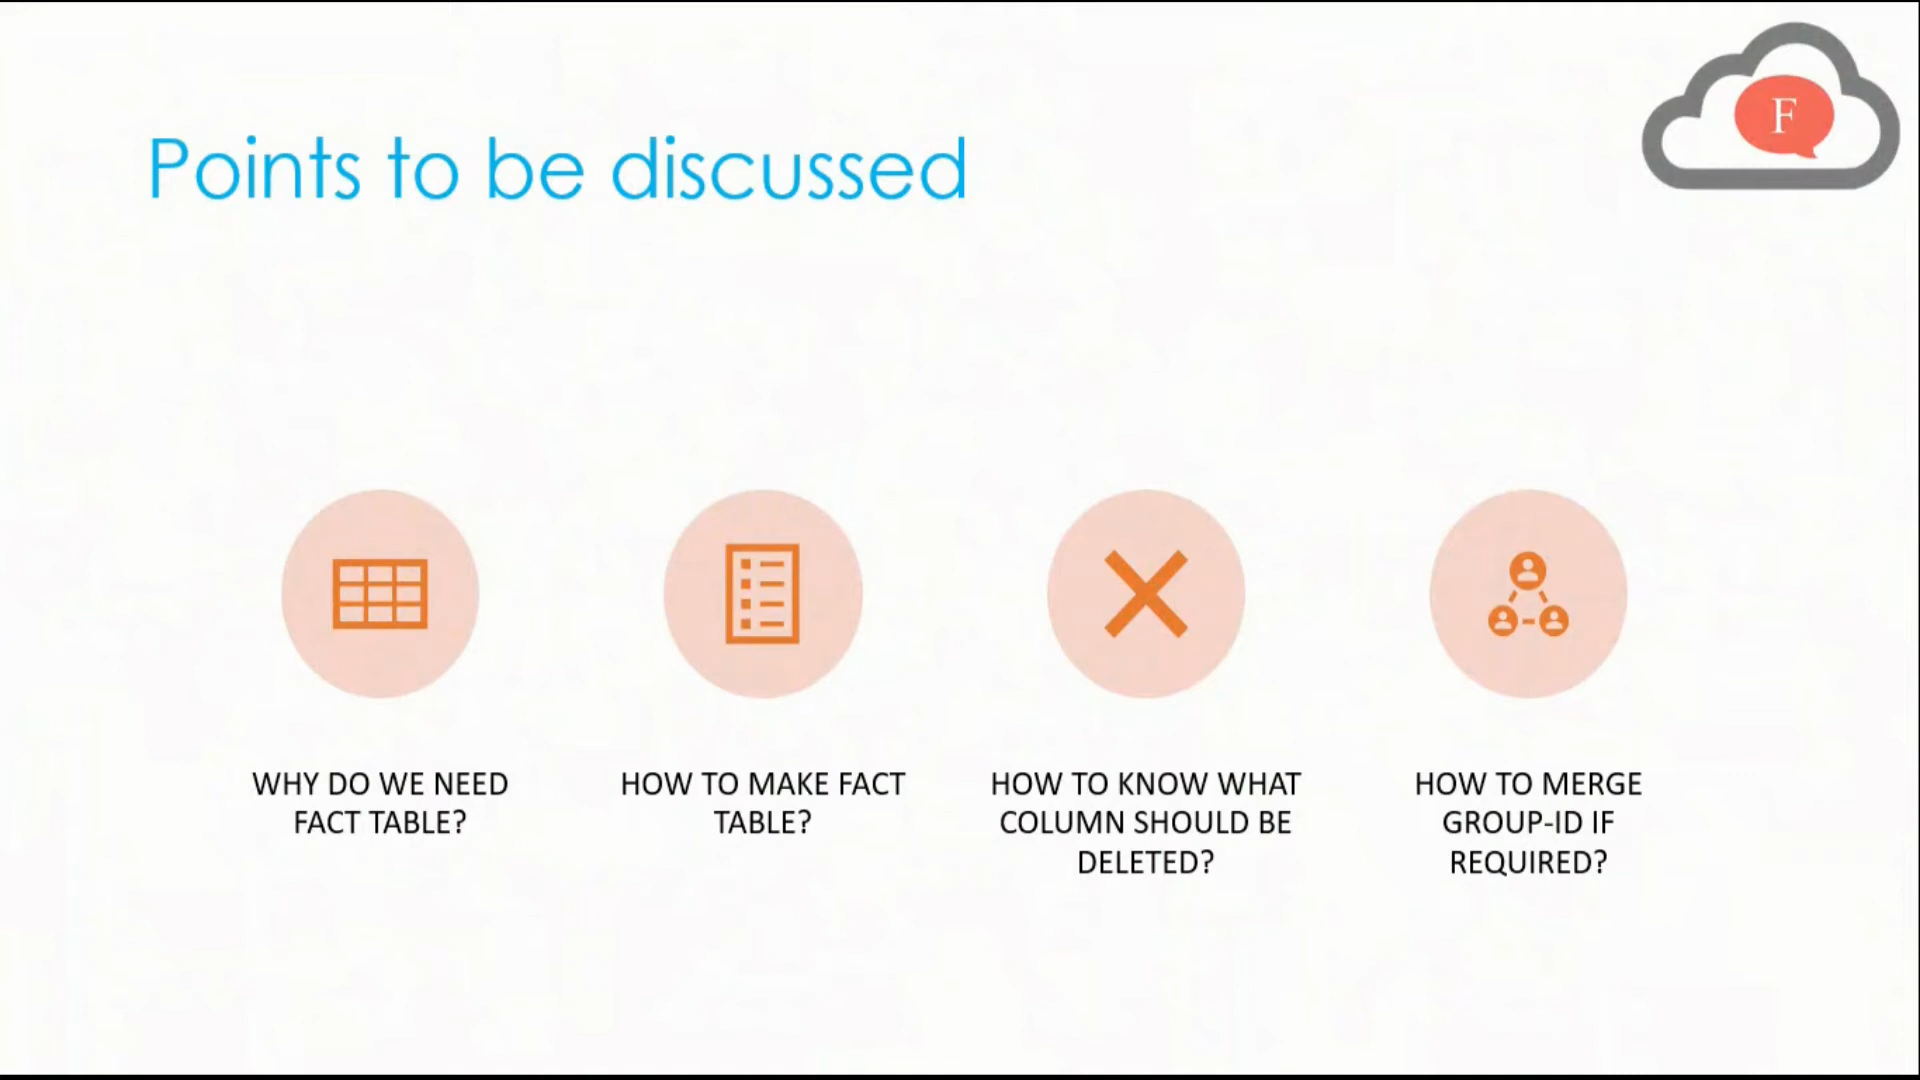 F
Points to be discussed
WHY DO WE NEED
FACT TABLE?
HOW TO MAKE FACT
TABLE?
HOW TO KNOW WHAT
COLUMN SHOULD BE
DELETED?
HOW TO MERGE
GROUP-ID IF
REQUIRED?